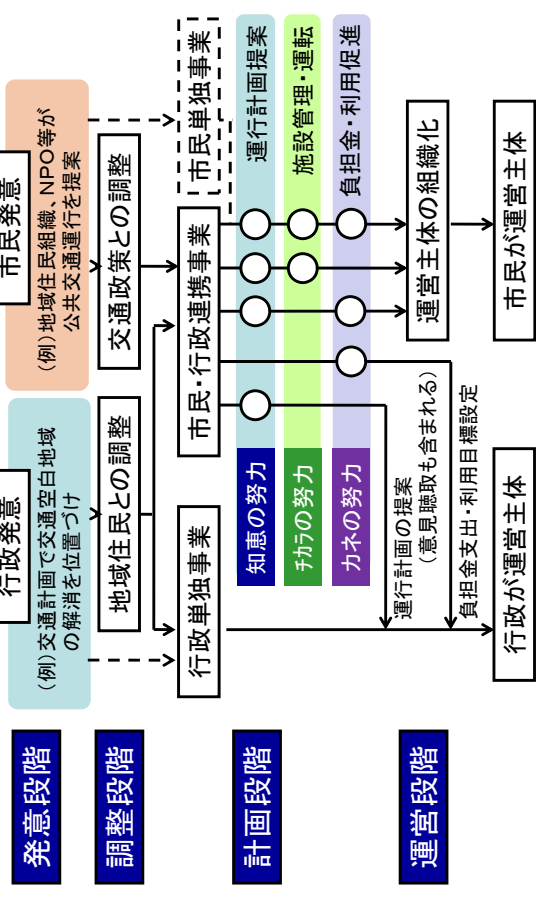 発意段階
行政発意
(例)交通計画で交通空白地域
の解消を位置づけ
市民発意
(例)地域住民組織、NPO等が
公共交通運行を提案
調整段階
地域住民との調整
交通政策との調整
計画段階
行政単独事業
市民・行政連携事業
市民単独事業
知恵の努力
運行計画提案
チカラの努力
施設管理・運転
カネの努力
負担金・利用促進
運営段階
運行計画の提案
(意見聴取も含まれる)
負担金支出・利用目標設定
運営主体の組織化
行政が運営主体
市民が運営主体